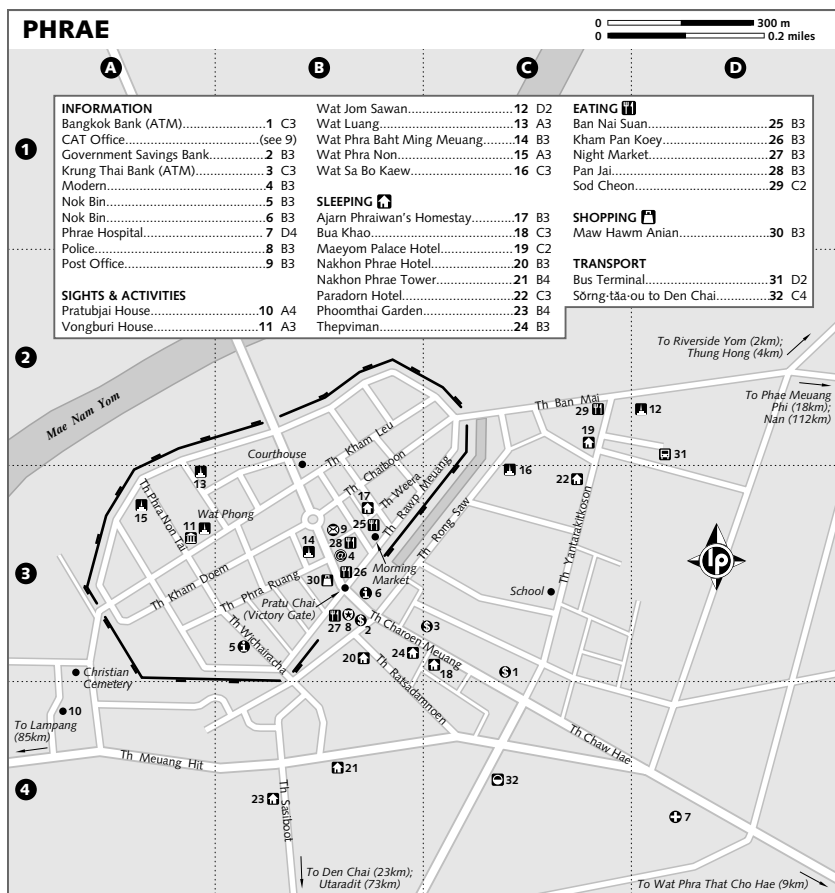 PHRAE
0 300 m
0 0.2 miles
A B C D
1
INFORMATION
Bangkok Bank (ATM)..........................1 C3
CAT Office....................................(see 9)
Government Savings Bank...........2 B3
Krung Thai Bank (ATM)................3 C3
Modern..............................................4 B3
Nok Bin..............................................5 B3
Nok Bin..............................................6 B3
Phrae Hospital..................................7 D4
Police..................................................8 B3
Post Office........................................9 B3
SIGHTS & ACTIVITIES
Pratubjai House..............................10 A4
Vongburi House..............................11 A3
Wat Jom Sawan..............................12 D2
Wat Luang........................................13 A3
Wat Phra Baht Ming Meuang.......14 B3
Wat Phra Non..................................15 A3
Wat Sa Bo Kaew.............................16 C3
SLEEPING
Ajarn Phraiwan's Homestay..........17 B3
Bua Khao..........................................18 C3
Maeyom Palace Hotel....................19 C2
Nakhon Phrae Hotel.......................20 B3
Nakhon Phrae Tower......................21 B4
Paradorn Hotel................................22 C3
Phoomthai Garden.........................23 B4
Thepviman.......................................24 B3
EATING
Ban Nai Suan...................................25 B3
Kham Pan Koey...............................26 B3
Night Market...................................27 B3
Pan Jai...............................................28 B3
Sod Cheon........................................29 C2
SHOPPING
Maw Hawm Anian..........................30 B3
TRANSPORT
Bus Terminal....................................31 D2
Sŏrng·tăa·ou to Den Chai.............32 C4
2
To Riverside Yom (2km);
Thung Hong (4km)
To Phae Meuang
Phi (18km);
Nan (112km)
Mae Nam Yom
Th Ban Mai
29
12
19
31
Th Kham Leu
Courthouse
Th Chaiboon
Th Weera
Th Rawp Meuang
16
22
13
17
15
Th Phra Non Tai
Wat Phong
11
9
25
28
4
14
Th Rong Saw
Th Yantarakitkoson
lp
3
Morning
Market
26
30
6
Th Kham Doem
Th Phra Ruang
Pratu Chai
(Victory Gate)
School
27 8 2
3
Th Charoen Meuang
Th Wichairacha
5
20
24
18
1
Th Ratsadamnoen
Christian
Cemetery
10
To Lampang
(85km)
Th Chaw Hae
Th Meuang Hit
21
32
4
23
Th Sasiboot
7
To Den Chai (23km);
Utaradit (73km)
To Wat Phra That Cho Hae (9km)